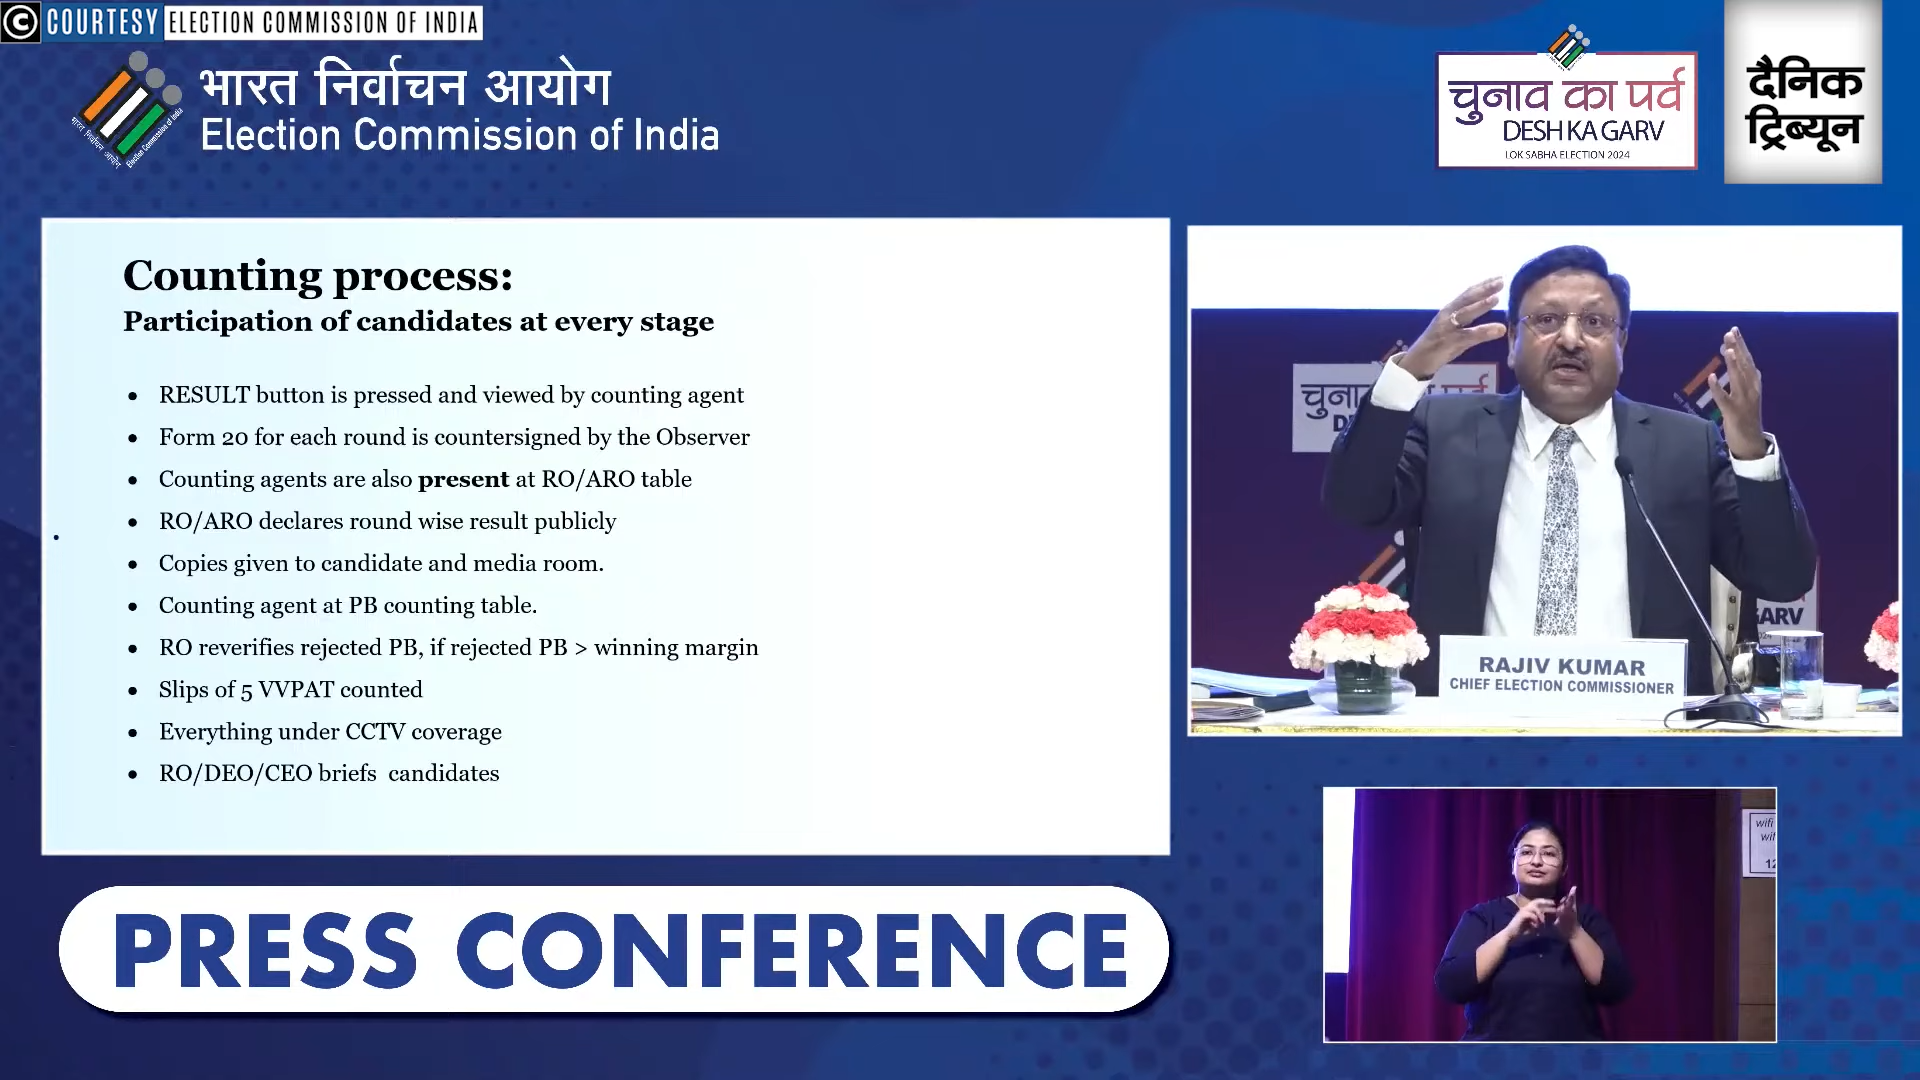 © COURTESY ELECTION COMMISSION OF INDIA
भारत निर्वाचन आयोग
Election Commission of India
चुनाव का पर्व
DESH KA GARV
LOK SABHA ELECTION 2024
दैनिक
ट्रिब्यून
Counting process:
Participation of candidates at every stage
• RESULT button is pressed and viewed by counting agent
• Form 20 for each round is countersigned by the Observer
• Counting agents are also present at RO/ARO table
• RO/ARO declares round wise result publicly
• Copies given to candidate and media room.
• Counting agent at PB counting table.
• RO reverifies rejected PB, if rejected PB > winning margin
• Slips of 5 VVPAT counted
• Everything under CCTV coverage
• RO/DEO/CEO briefs candidates
GARV
RAJIV KUMAR
CHIEF ELECTION COMMISSIONER
wifi
PRESS CONFERENCE